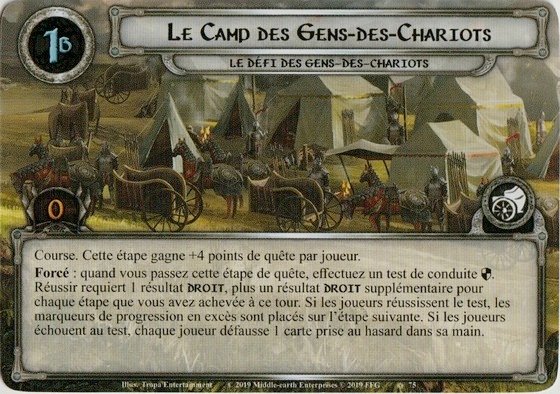 1B
LE CAMP DES GENS-DES-CHARIOTS
LE DÉFI DES GENS-DES-CHARIOTS
0
Course. Cette étape gagne +4 points de quête par joueur.
Forcé : quand vous passez cette étape de quête, effectuez un test de conduite.
Réussir requiert 1 résultat DROIT, plus un résultat DROIT supplémentaire pour
chaque étape que vous avez achevée à ce tour. Si les joueurs réussissent le test, les
marqueurs de progression en excès sont placés sur l'étape suivante. Si les joueurs
échouent au test, chaque joueur défausse 1 carte prise au hasard dans sa main.
Illus. Tropa Entertainment © 2019 Middle-earth Enterprises © 2019 FFG 75